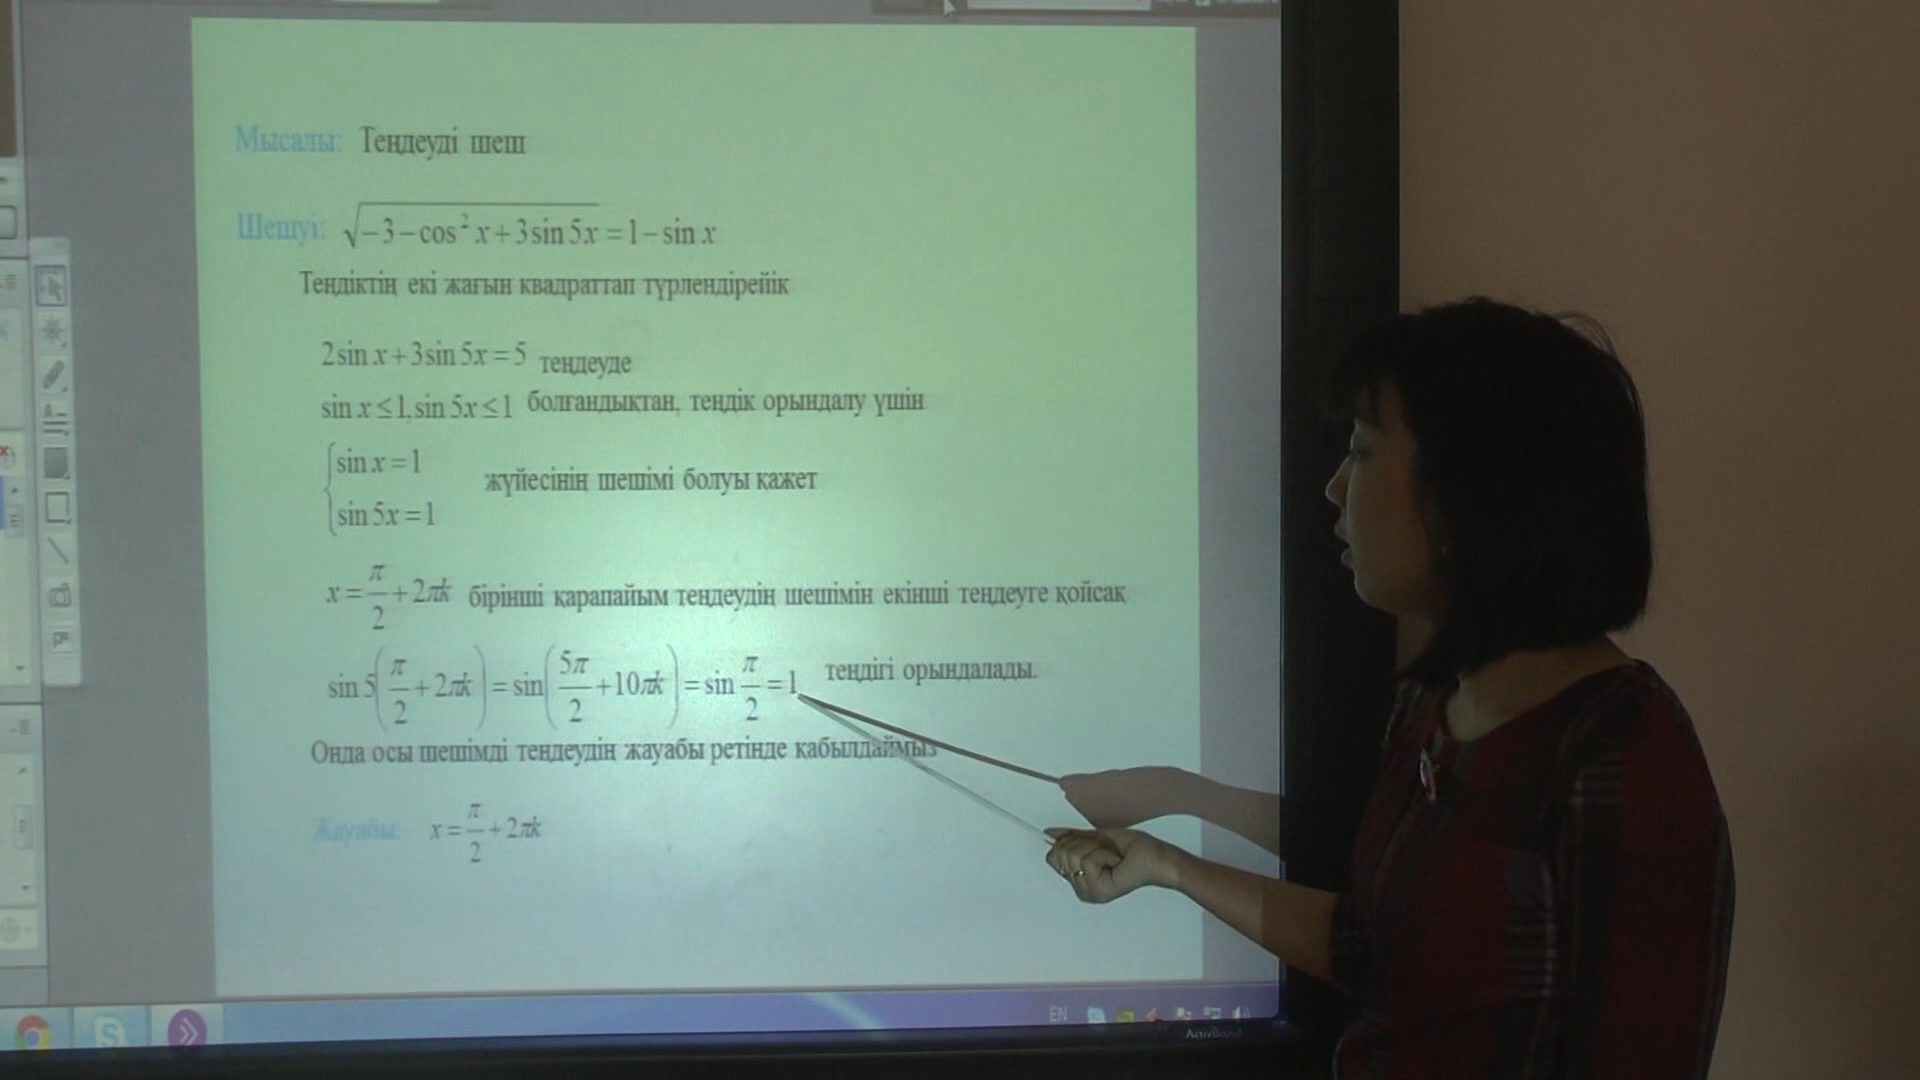 Мысалы: Теңдеуді шеш
Шешуі: √(−3−cos² x+3sin 5x) =1−sin x
Теңдіктің екі жағын квадраттап түрлендірейік
2sin x+3sin 5x=5 теңдеуде
sin x≤1, sin 5x≤1 болғандықтан, теңдік орындалу үшін
{sin x=1
sin 5x=1 жүйесінің шешімі болуы қажет
x=π/2+2πk бірінші қарапайым теңдеудің шешімін екінші теңдеуге қойсақ
sin 5(π/2+2πk)=sin(5π/2+10πk)=sin π/2=1 теңдігі орындалады.
Онда осы шешімді теңдеудің жауабы ретінде қабылдаймыз
Жауабы: x=π/2+2πk
EN
ActivBoard